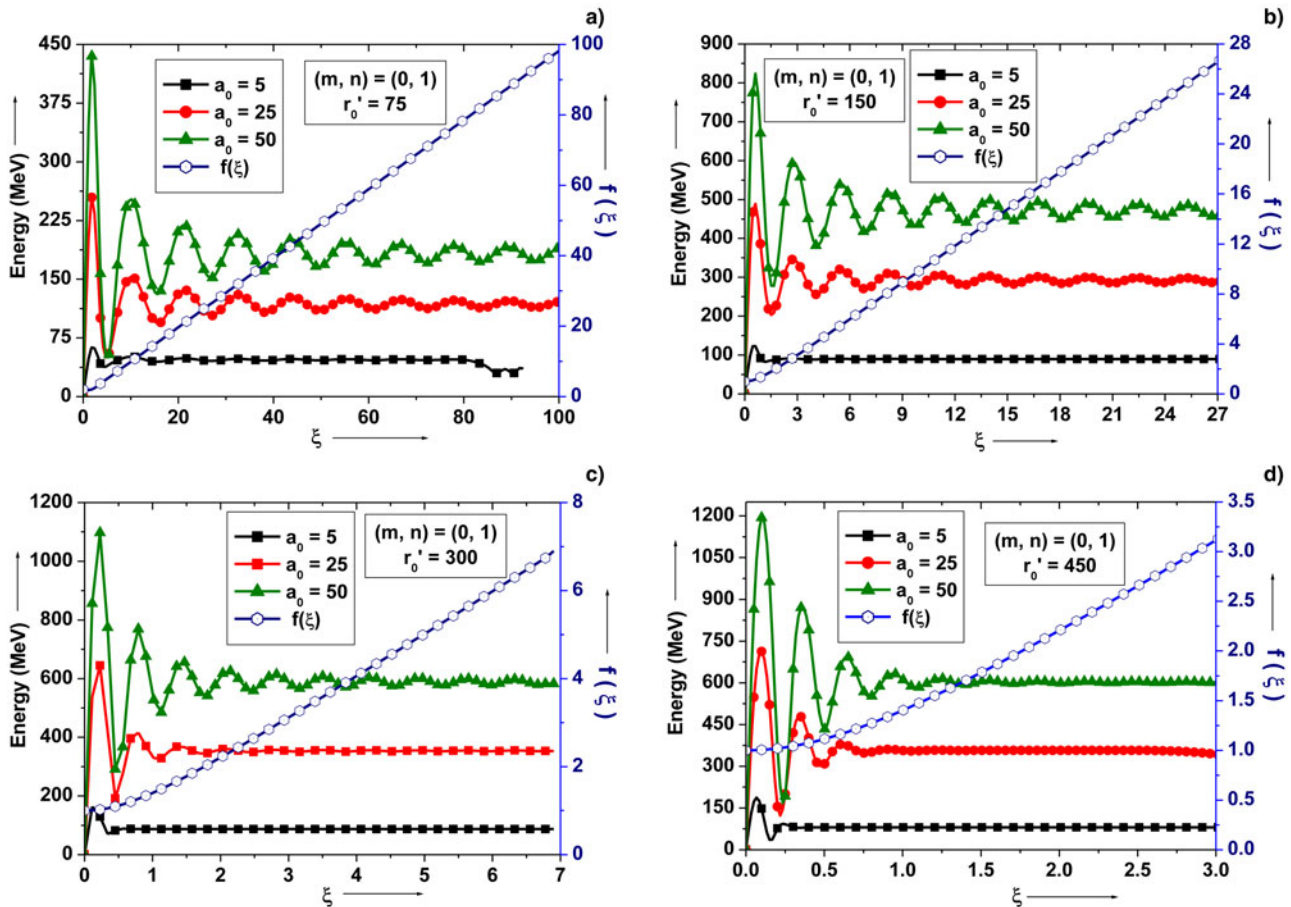 a)
450
375
300
225
150
75
0
Energy (MeV)
a0 = 5
a0 = 25
a0 = 50
f(ξ)
(m, n) = (0, 1)
r0' = 75
100
80
60
40
20
0
f ( ξ )
0 20 40 60 80 100
ξ
b)
900
800
700
600
500
400
300
200
100
0
Energy (MeV)
(m, n) = (0, 1)
r0' = 150
a0 = 5
a0 = 25
a0 = 50
f(ξ)
28
24
20
16
12
8
4
0
f ( ξ )
0 3 6 9 12 15 18 21 24 27
ξ
c)
1200
1000
800
600
400
200
0
Energy (MeV)
a0 = 5
a0 = 25
a0 = 50
f(ξ)
(m, n) = (0, 1)
r0' = 300
8
6
4
2
0
f ( ξ )
0 1 2 3 4 5 6 7
ξ
d)
1200
1050
900
750
600
450
300
150
0
Energy (MeV)
a0 = 5
a0 = 25
a0 = 50
f(ξ)
(m, n) = (0, 1)
r0' = 450
3.5
3.0
2.5
2.0
1.5
1.0
0.5
0.0
f ( ξ )
0.0 0.5 1.0 1.5 2.0 2.5 3.0
ξ